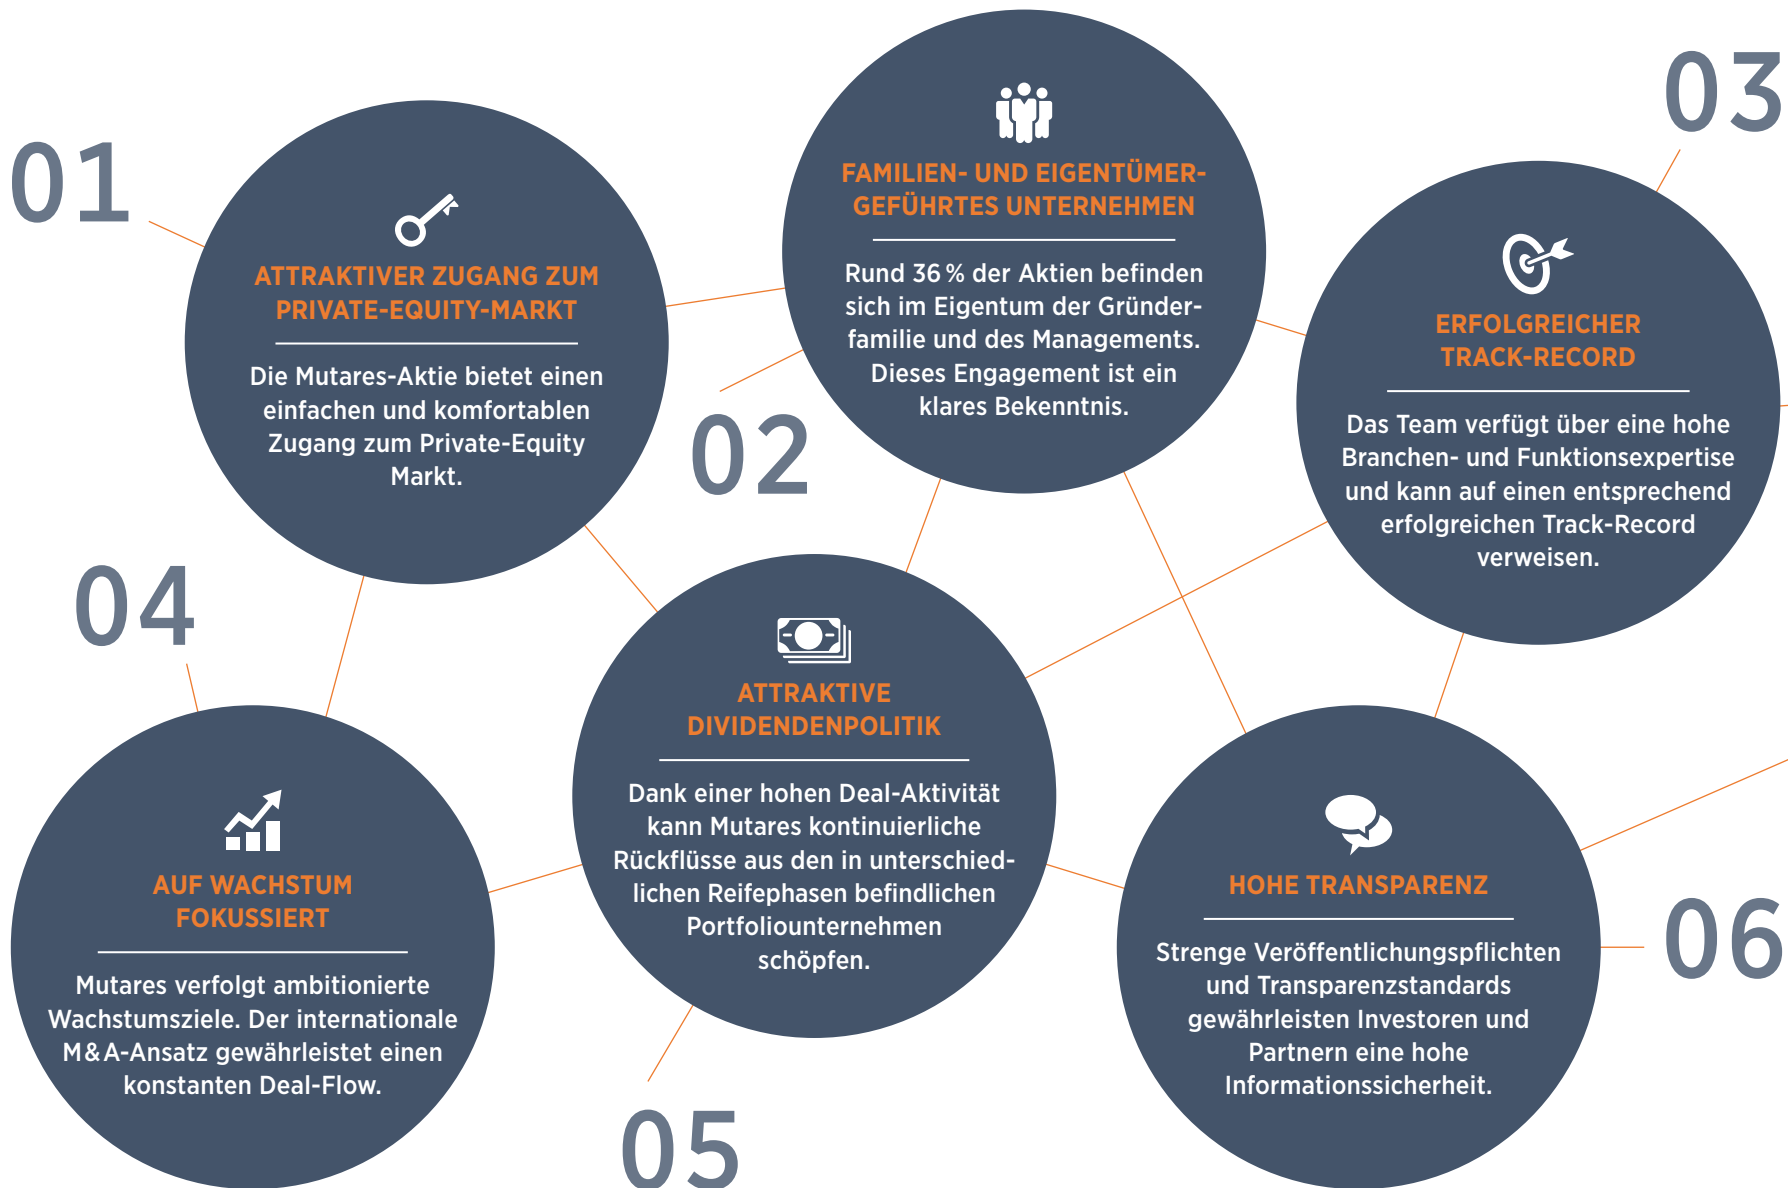 01
ATTRAKTIVER ZUGANG ZUM
PRIVATE-EQUITY-MARKT
Die Mutares-Aktie bietet einen
einfachen und komfortablen
Zugang zum Private-Equity
Markt.
02
FAMILIEN- UND EIGENTÜMER-
GEFÜHRTES UNTERNEHMEN
Rund 36 % der Aktien befinden
sich im Eigentum der Gründer-
familie und des Managements.
Dieses Engagement ist ein
klares Bekenntnis.
03
ERFOLGREICHER
TRACK-RECORD
Das Team verfügt über eine hohe
Branchen- und Funktionsexpertise
und kann auf einen entsprechend
erfolgreichen Track-Record
verweisen.
04
AUF WACHSTUM
FOKUSSIERT
Mutares verfolgt ambitionierte
Wachstumsziele. Der internationale
M & A-Ansatz gewährleistet einen
konstanten Deal-Flow.
05
ATTRAKTIVE
DIVIDENDENPOLITIK
Dank einer hohen Deal-Aktivität
kann Mutares kontinuierliche
Rückflüsse aus den in unterschied-
lichen Reifephasen befindlichen
Portfoliounternehmen
schöpfen.
06
HOHE TRANSPARENZ
Strenge Veröffentlichungspflichten
und Transparenzstandards
gewährleisten Investoren und
Partnern eine hohe
Informationssicherheit.